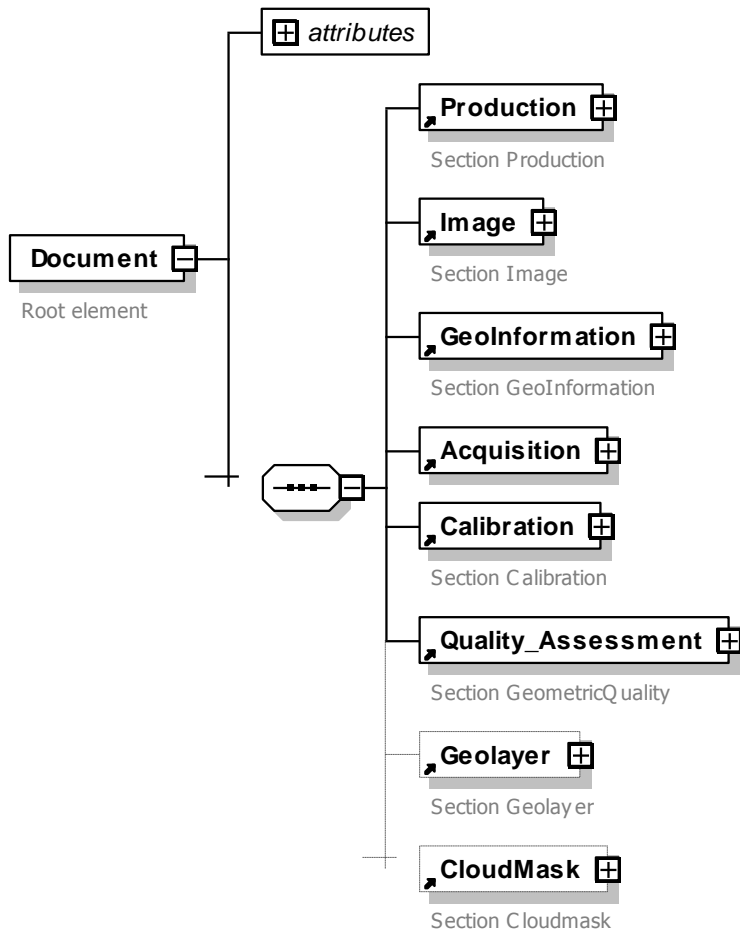 attributes
Production
Section Production
Image
Section Image
Document
Root element
GeoInformation
Section GeoInformation
Acquisition
Calibration
Section Calibration
Quality_Assessment
Section GeometricQuality
Geolayer
Section Geolayer
CloudMask
Section Cloudmask